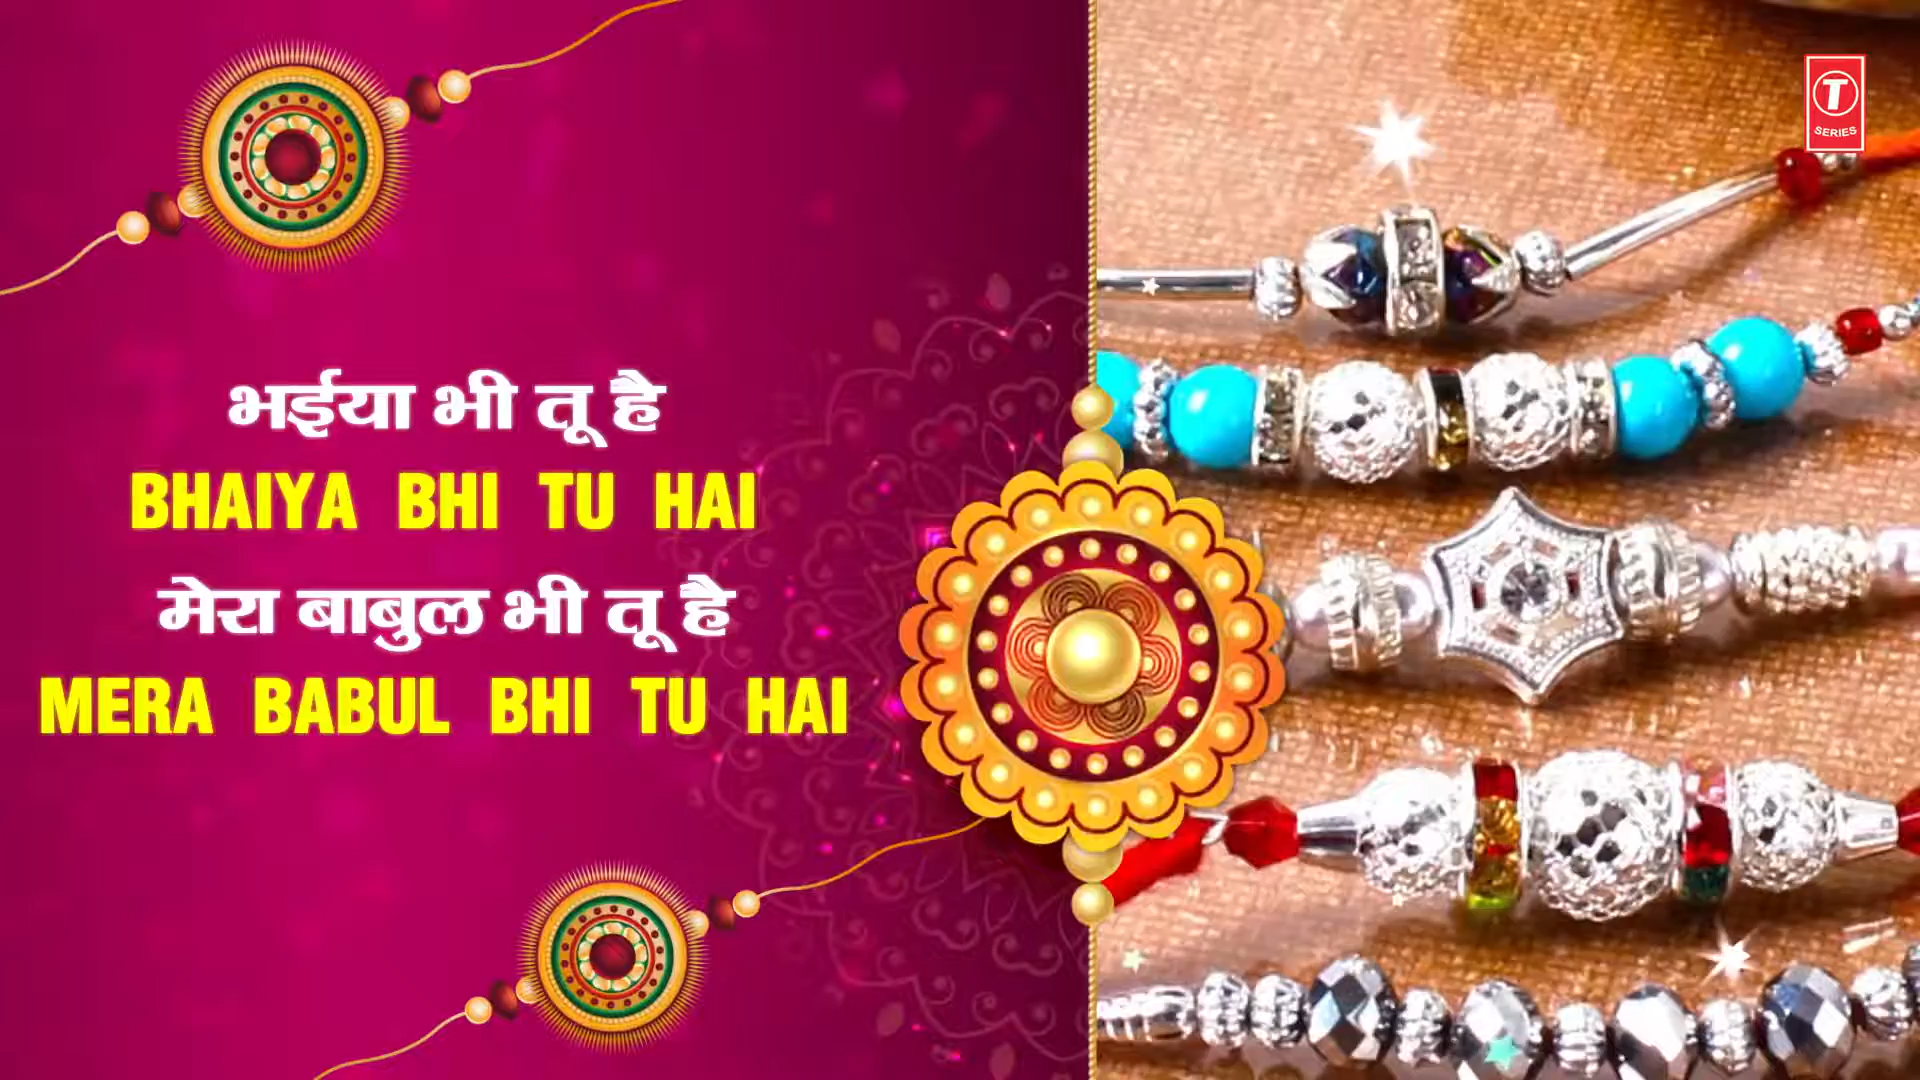 भईया भी तू है
BHAIYA BHI TU HAI
मेरा बाबुल भी तू है
MERA BABUL BHI TU HAI
T
SERIES